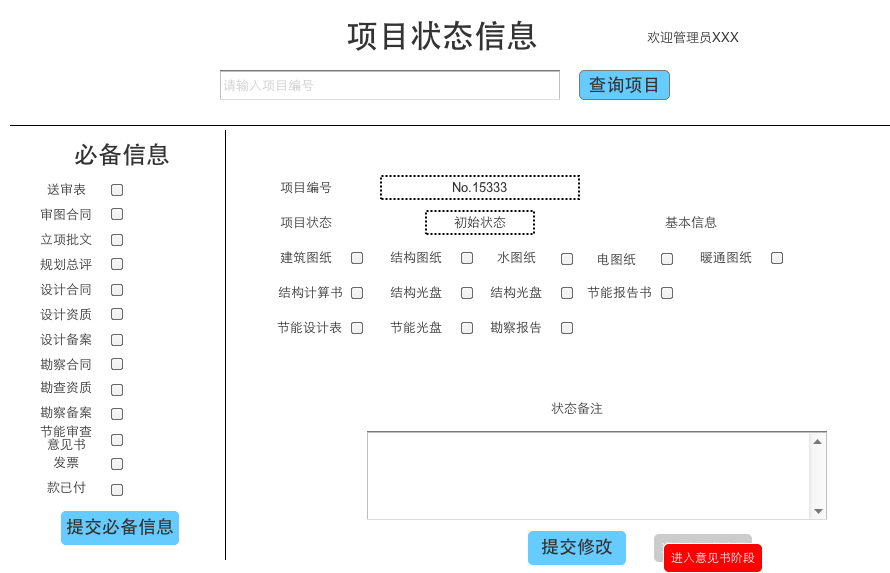 项目状态信息
欢迎管理员XXX
请输入项目编号
查询项目
必备信息
送审表
审图合同
立项批文
规划总评
设计合同
设计资质
设计备案
勘察合同
勘查资质
勘察备案
节能审查
意见书
发票
款已付
提交必备信息
项目编号 No.15333
项目状态 初始状态 基本信息
建筑图纸 结构图纸 水图纸 电图纸 暖通图纸
结构计算书 结构光盘 结构光盘 节能报告书
节能设计表 节能光盘 勘察报告
状态备注
提交修改
进入意见书阶段